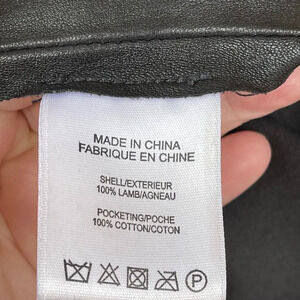 MADE IN CHINA
FABRIQUE EN CHINE
SHELL/EXTERIEUR
100% LAMB/AGNEAU
POCKETING/POCHE
100% COTTON/COTON
P